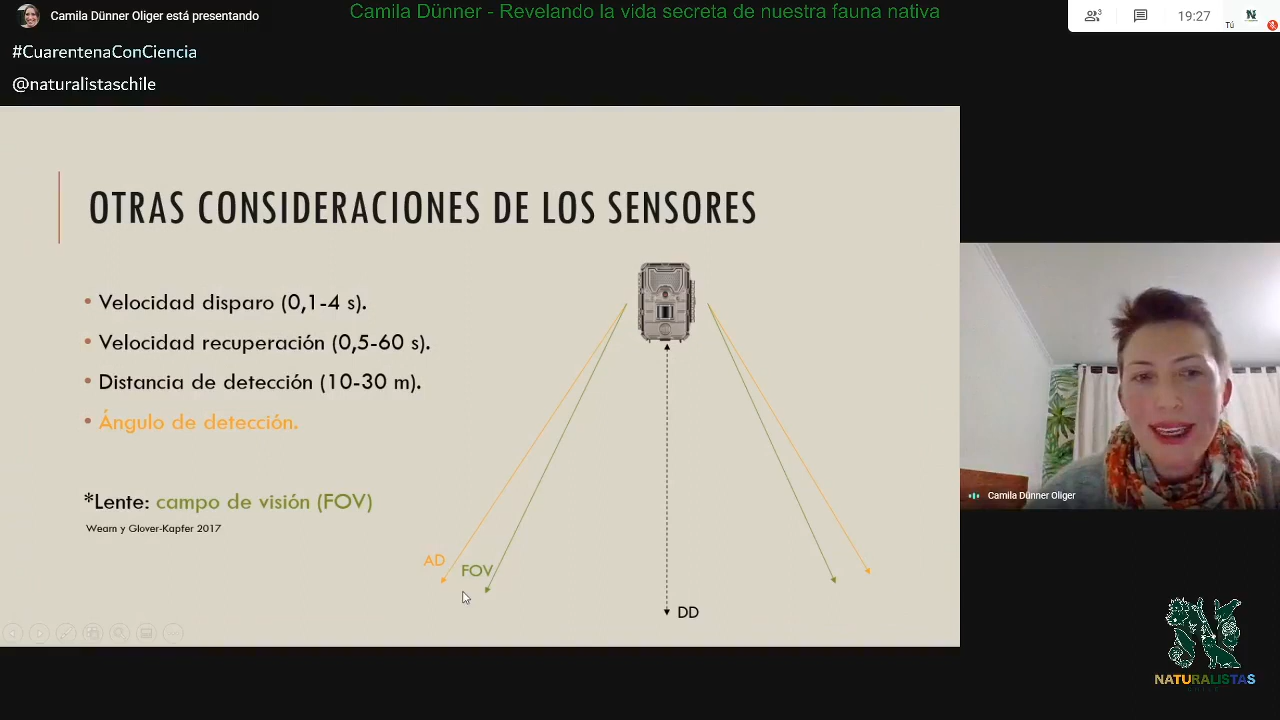 Camila Dünner Oliger está presentando
Camila Dünner - Revelando la vida secreta de nuestra fauna nativa
3
19:27
Tú
#CuarentenaConCiencia
@naturalistaschile
OTRAS CONSIDERACIONES DE LOS SENSORES
• Velocidad disparo (0,1-4 s).
• Velocidad recuperación (0,5-60 s).
• Distancia de detección (10-30 m).
• Ángulo de detección.
*Lente: campo de visión (FOV)
Wearn y Glover-Kapfer 2017
AD
FOV
DD
Camila Dünner Oliger
NATURALISTAS
CHILE